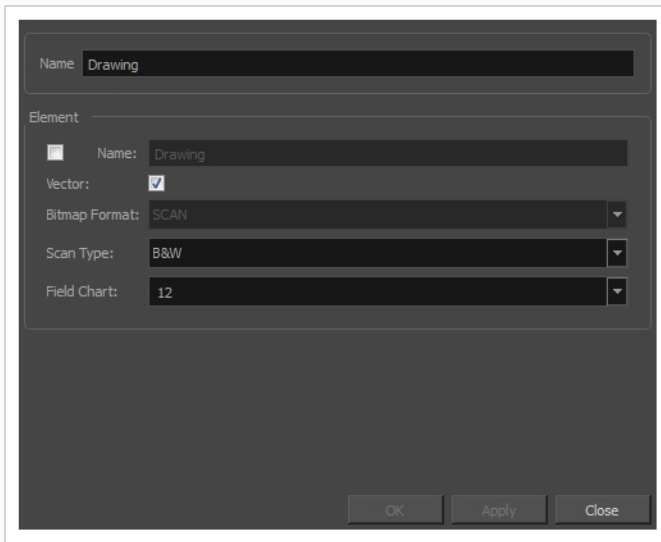 Name Drawing
Element
Name: Drawing
Vector:
Bitmap Format: SCAN
Scan Type: B&W
Field Chart: 12
OK Apply Close